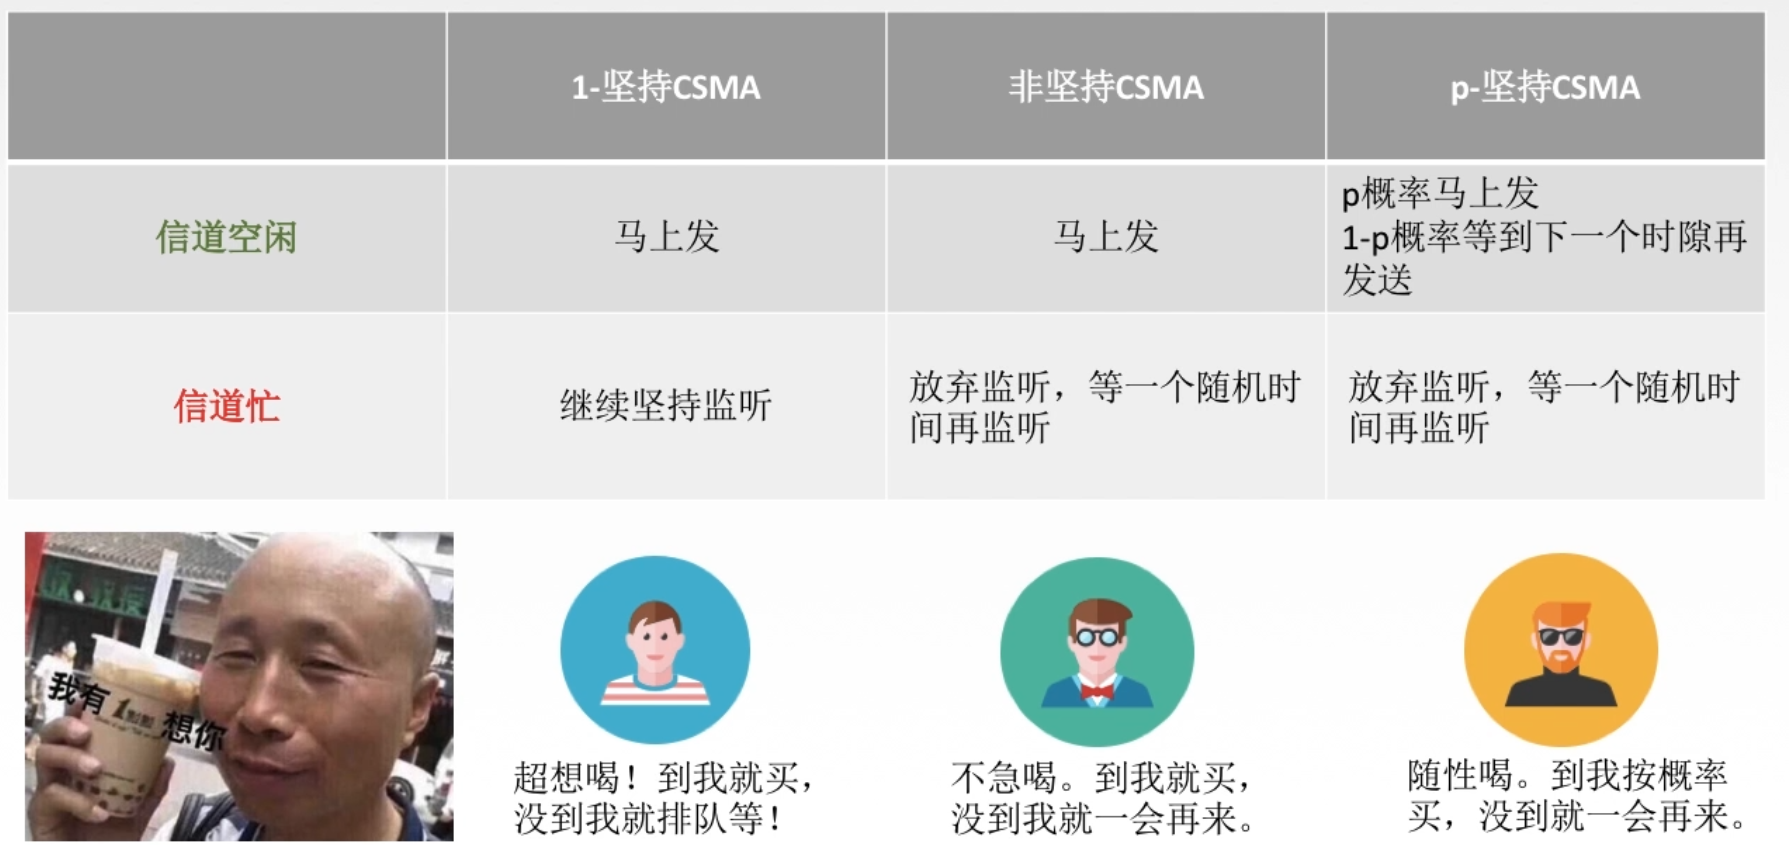 1-坚持CSMA
非坚持CSMA
p-坚持CSMA
信道空闲
马上发
马上发
p概率马上发
1-p概率等到下一个时隙再
发送
信道忙
继续坚持监听
放弃监听，等一个随机时
间再监听
放弃监听，等一个随机时
间再监听
我有
1
想你
超想喝！到我就买，
没到我就排队等！
不急喝。到我就买，
没到我就一会再来。
随性喝。到我按概率
买，没到就一会再来。